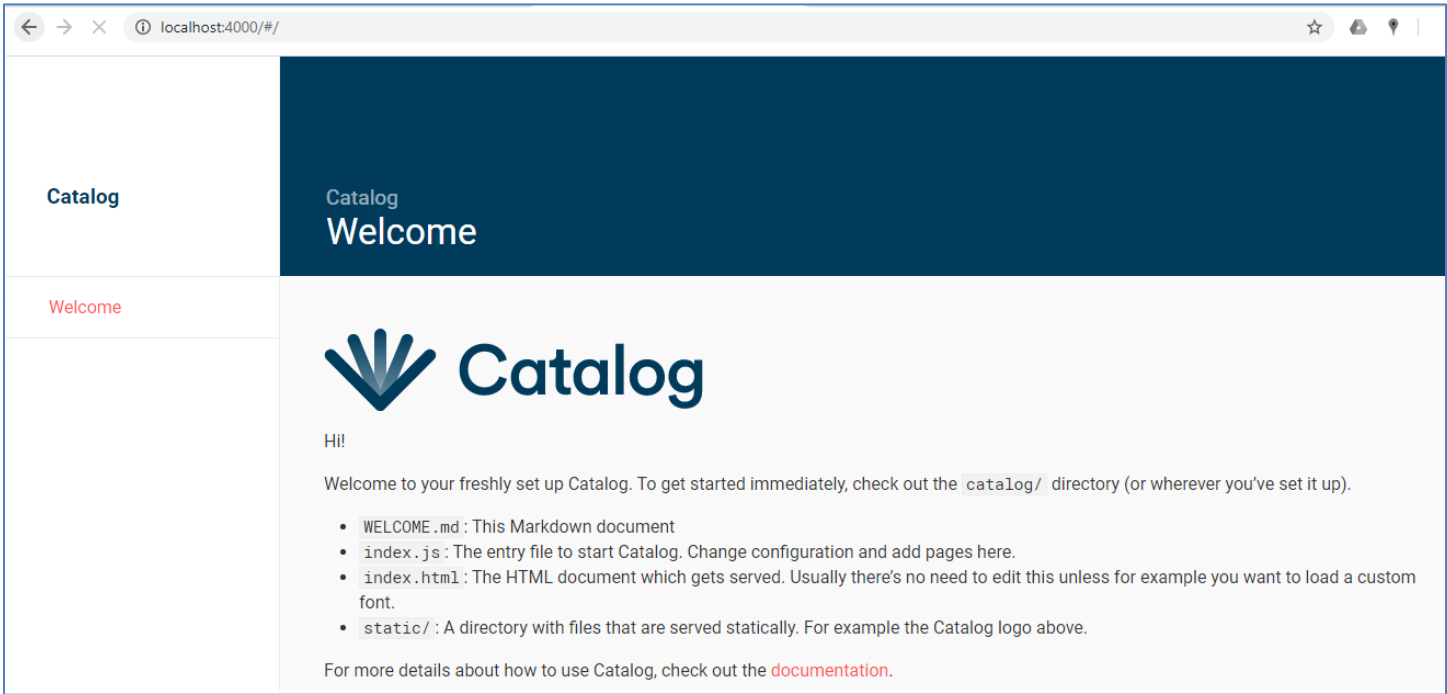 localhost:4000/#/
Catalog
Catalog
Welcome
Welcome
Catalog
Hi!
Welcome to your freshly set up Catalog. To get started immediately, check out the catalog/ directory (or wherever you’ve set it up).
WELCOME.md: This Markdown document
index.js: The entry file to start Catalog. Change configuration and add pages here.
index.html: The HTML document which gets served. Usually there’s no need to edit this unless for example you want to load a custom
font.
static/: A directory with files that are served statically. For example the Catalog logo above.
For more details about how to use Catalog, check out the documentation.